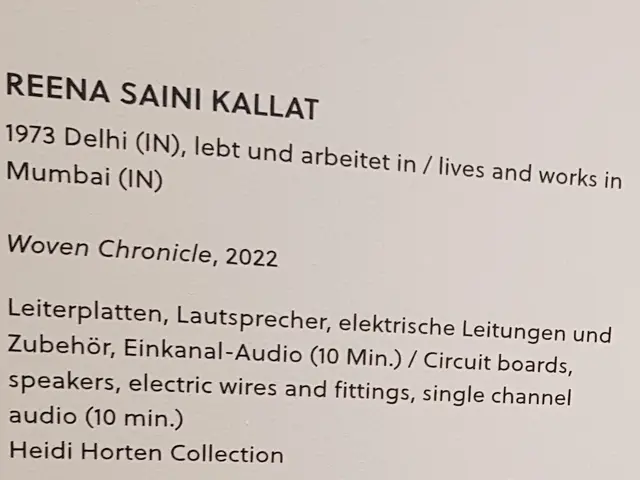 REENA SAINI KALLAT
1973 Delhi (IN), lebt und arbeitet in / lives and works in
Mumbai (IN)
Woven Chronicle, 2022
Leiterplatten, Lautsprecher, elektrische Leitungen und
Zubehör, Einkanal-Audio (10 Min.) / Circuit boards,
speakers, electric wires and fittings, single channel
audio (10 min.)
Heidi Horten Collection